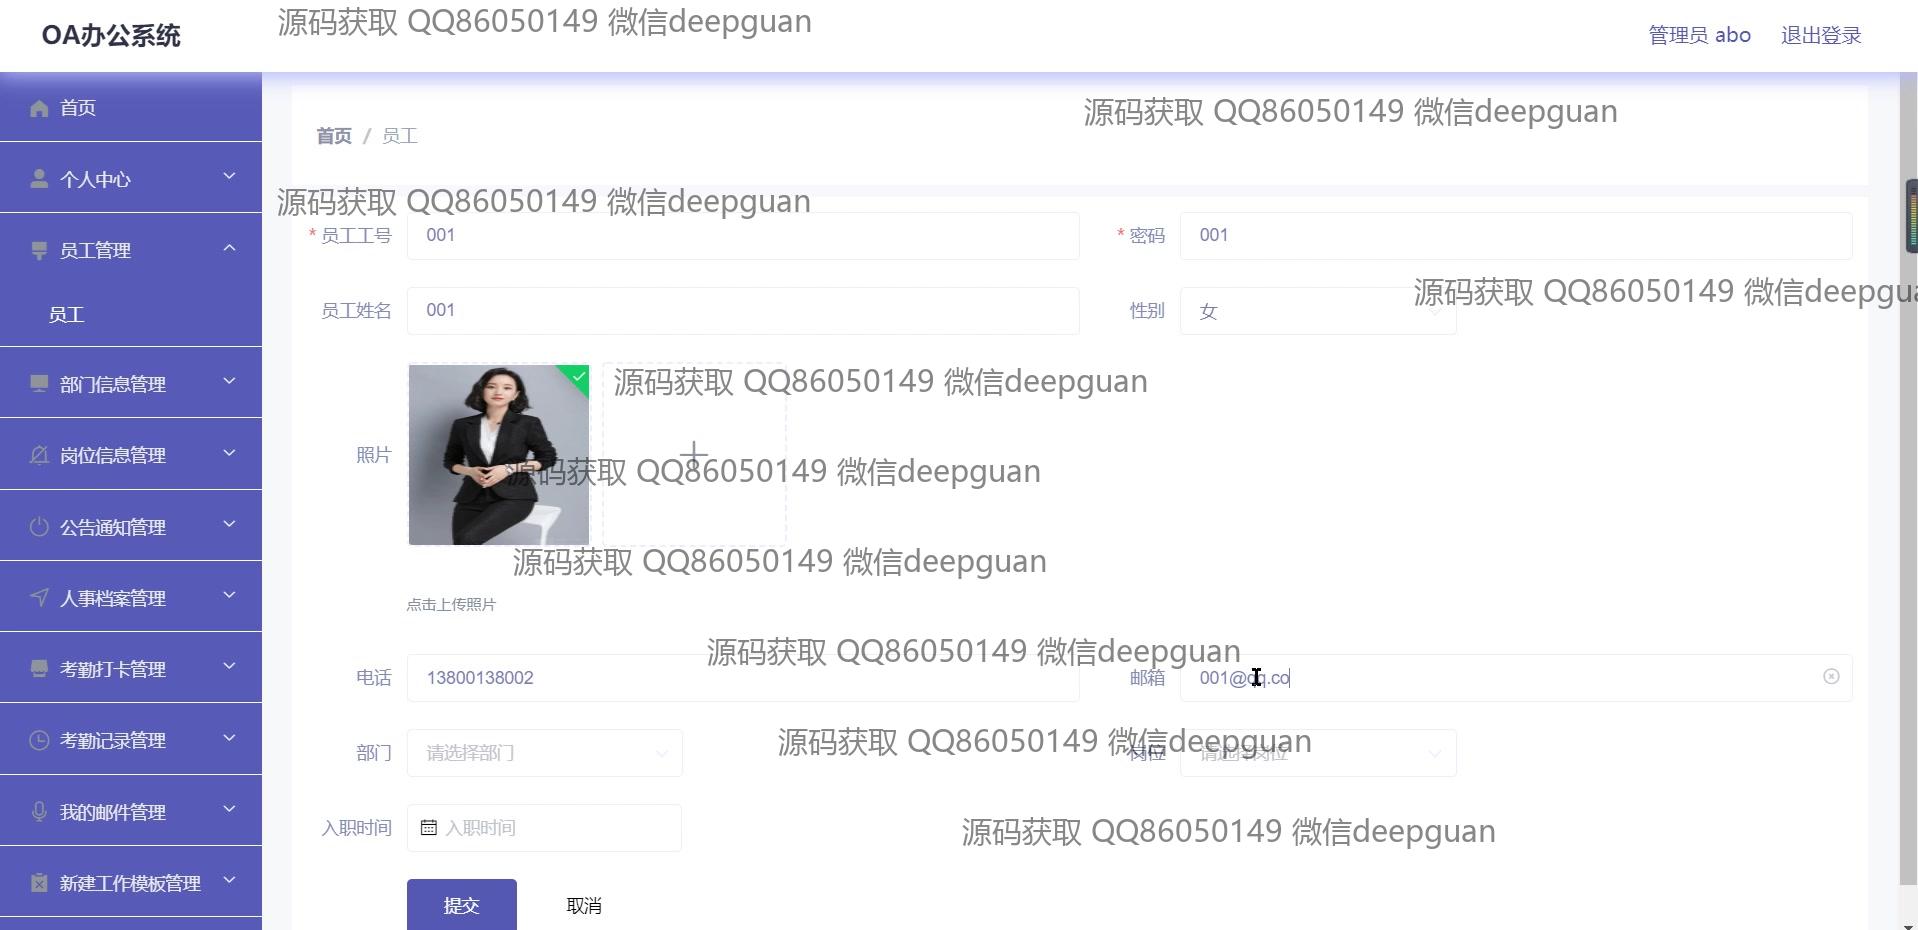 OA办公系统
源码获取 QQ86050149 微信deepguan
管理员 abo
退出登录
首页
源码获取 QQ86050149 微信deepguan
首页 / 员工
个人中心
源码获取 QQ86050149 微信deepguan
* 员工工号
001
* 密码
001
员工管理
源码获取 QQ86050149 微信deepgua
员工姓名
001
性别
女
员工
源码获取 QQ86050149 微信deepguan
部门信息管理
照片
岗位信息管理
源码获取 QQ86050149 微信deepguan
公告通知管理
源码获取 QQ86050149 微信deepguan
点击上传照片
人事档案管理
源码获取 QQ86050149 微信deepguan
考勤打卡管理
电话
13800138002
邮箱
001@qq.co
考勤记录管理
源码获取 QQ86050149 微信deepguan
部门
请选择部门
岗位
请选择岗位
我的邮件管理
入职时间
入职时间
源码获取 QQ86050149 微信deepguan
新建工作模板管理
提交
取消